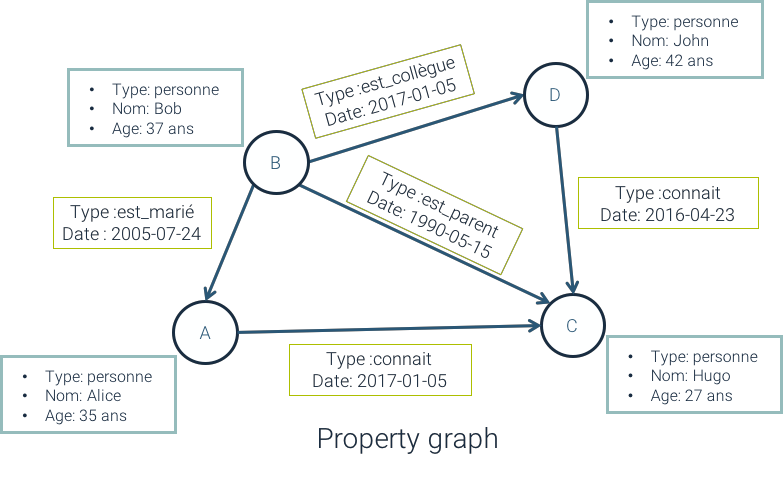 • Type: personne
• Nom: John
• Age: 42 ans
• Type: personne
• Nom: Bob
• Age: 37 ans
Type :est_collègue
Date: 2017-01-05
D
B
Type :est_parent
Date: 1990-05-15
Type :connait
Date: 2016-04-23
Type :est_marié
Date : 2005-07-24
A
C
Type :connait
Date: 2017-01-05
• Type: personne
• Nom: Alice
• Age: 35 ans
• Type: personne
• Nom: Hugo
• Age: 27 ans
Property graph